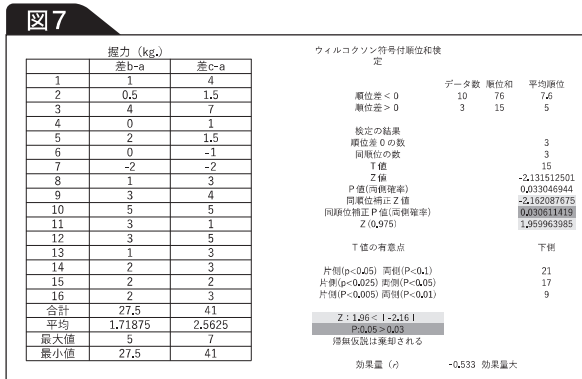 図7
握力（kg.）
差b-a 差c-a
1 1 4
2 0.5 1.5
3 4 7
4 0 1
5 2 1.5
6 0 -1
7 -2 -2
8 1 3
9 3 4
10 5 5
11 3 1
12 3 5
13 1 3
14 2 3
15 2 2
16 2 3
合計 27.5 41
平均 1.71875 2.5625
最大値 5 7
最小値 27.5 41
ウィルコクソン符号付順位和検
定
データ数 順位和 平均順位
順位差＜0 10 76 7.6
順位差＞0 3 15 5
検定の結果
順位差0の数 3
同順位の数 3
T値 15
Z値 -2.131512501
P値(両側確率) 0.033046944
同順位補正Z値 -2.162087675
同順位補正P値(両側確率) 0.030611419
Z(0.975) 1.959963985
T値の有意点 下側
片側(p<0.05) 両側(P<0.1) 21
片側(p<0.025) 両側(P<0.05) 17
片側(P<0.005) 両側(P<0.01) 9
Z：1.96＜|-2.16|
P:0.05＞0.03
帰無仮説は棄却される
効果量（r） -0.533 効果量大